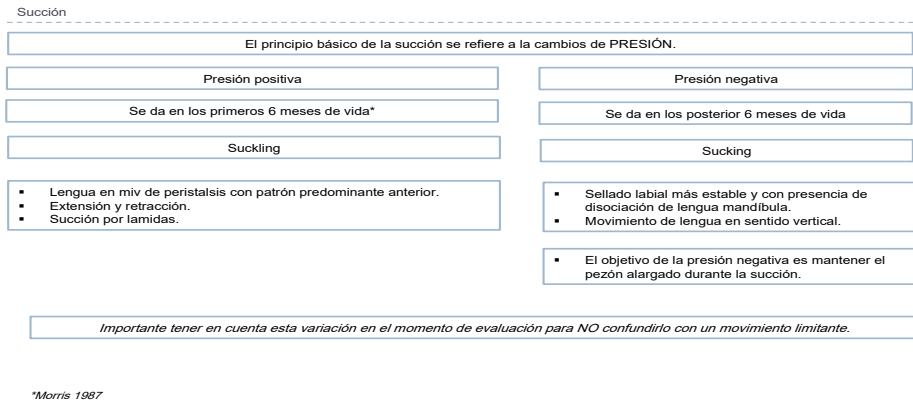 Succión
El principio básico de la succión se refiere a la cambios de PRESIÓN.
Presión positiva
Se da en los primeros 6 meses de vida*
Suckling
▪ Lengua en miv de peristalsis con patrón predominante anterior.
▪ Extensión y retracción.
▪ Succión por lamidas.
Presión negativa
Se da en los posterior 6 meses de vida
Sucking
▪ Sellado labial más estable y con presencia de
disociación de lengua mandíbula.
▪ Movimiento de lengua en sentido vertical.
▪ El objetivo de la presión negativa es mantener el
pezón alargado durante la succión.
Importante tener en cuenta esta variación en el momento de evaluación para NO confundirlo con un movimiento limitante.
*Morris 1987